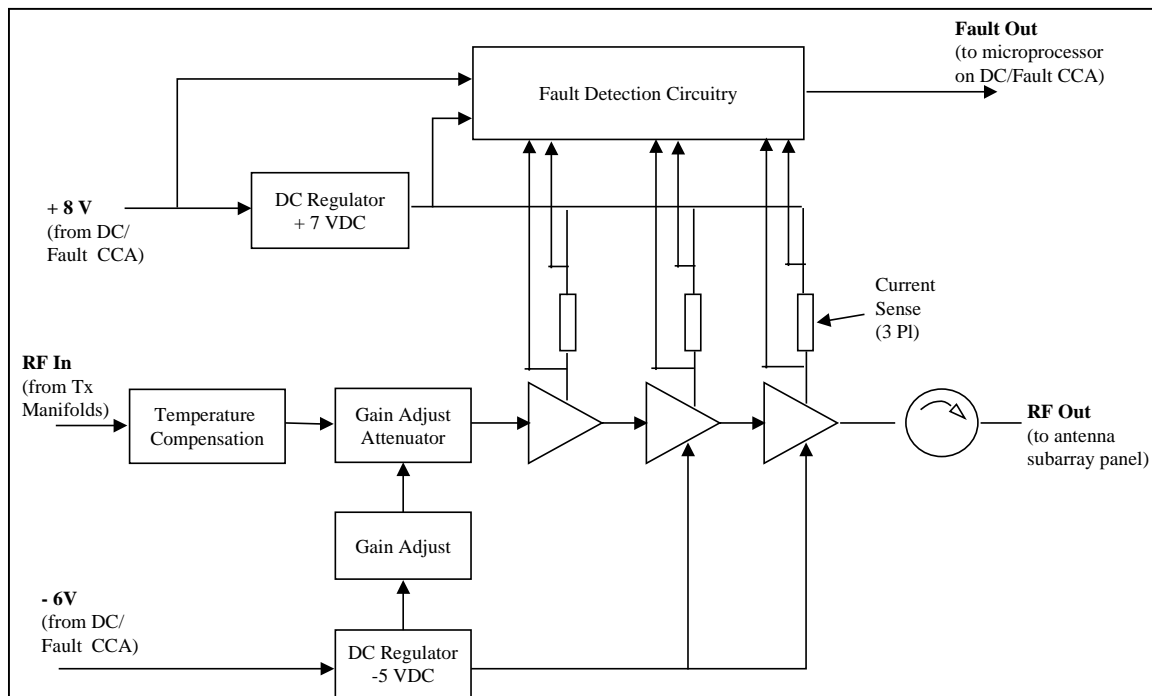 Fault Out
(to microprocessor
on DC/Fault CCA)
Fault Detection Circuitry
+ 8 V
(from DC/
Fault CCA)
DC Regulator
+ 7 VDC
Current
Sense
(3 Pl)
RF In
(from Tx
Manifolds)
Temperature
Compensation
Gain Adjust
Attenuator
RF Out
(to antenna
subarray panel)
Gain Adjust
- 6V
(from DC/
Fault CCA)
DC Regulator
-5 VDC